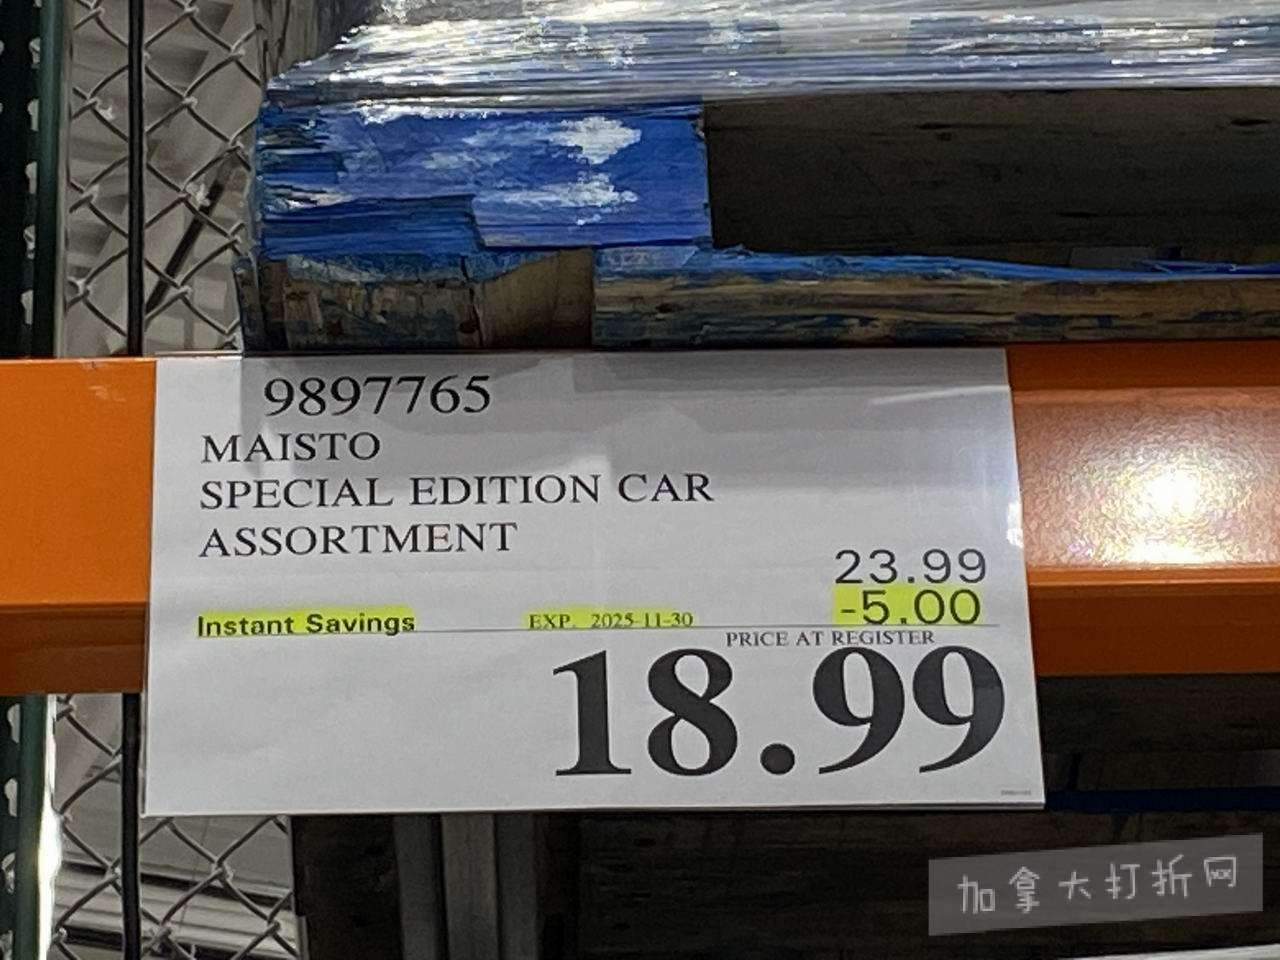 9897765
MAISTO
SPECIAL EDITION CAR
ASSORTMENT
23.99
Instant Savings EXP. 2025-11-30 -5.00
PRICE AT REGISTER
18.99
加拿大打折网